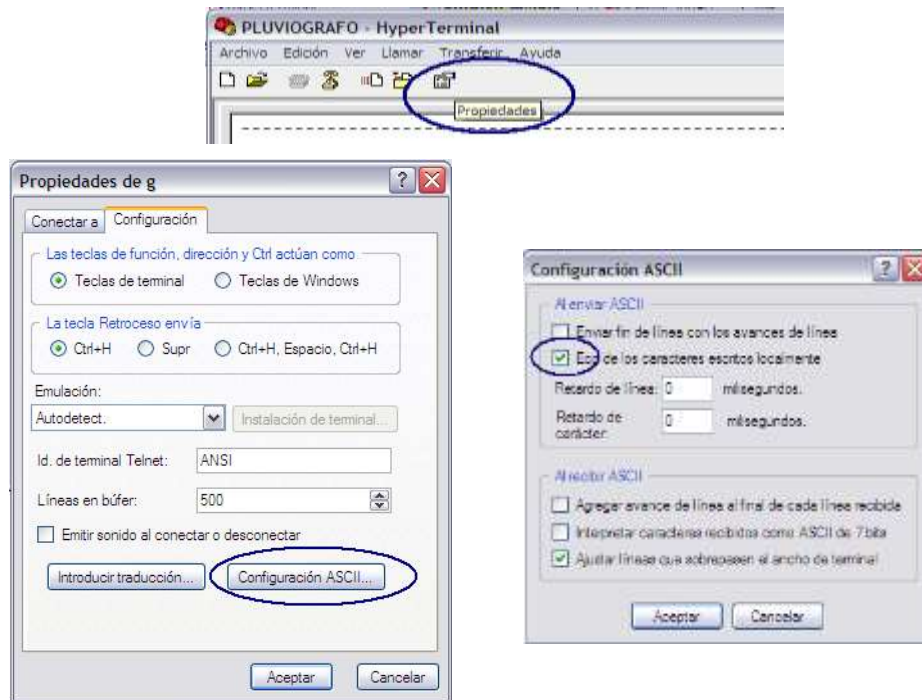 PLUVIOGRAFO - HyperTerminal
Archivo Edición Ver Llamar Transferir Ayuda
Propiedades
Propiedades de g
Conectar a Configuración
Las teclas de función, dirección y Ctrl actúan como
Teclas de terminal Teclas de Windows
La tecla Retroceso envía
Ctrl+H Supr Ctrl+H, Espacio, Ctrl+H
Emulación:
Autodetect. Instalación de terminal...
Id. de terminal Telnet: ANSI
Líneas en búfer: 500
Emitir sonido al conectar o desconectar
Introducir traducción... Configuración ASCII...
Aceptar Cancelar
Configuración ASCII
Al enviar ASCII
Enviar fin de línea con los avances de línea
Eco de los caracteres escritos localmente
Retardo de línea: 0 milisegundos.
Retardo de
carácter: 0 milisegundos.
Al recibir ASCII
Agregar avance de línea al final de cada línea recibida
Interpretar caracteres recibidos como ASCII de 7 bits
Ajustar líneas que sobrepasen el ancho de terminal
Aceptar Cancelar